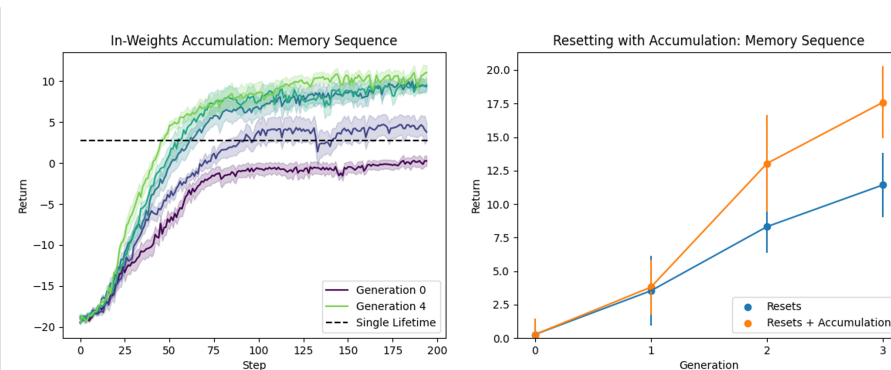 In-Weights Accumulation: Memory Sequence
Return
10
5
0
−5
−10
−15
−20
0 25 50 75 100 125 150 175 200
Step
Generation 0
Generation 4
Single Lifetime
Resetting with Accumulation: Memory Sequence
Return
20.0
17.5
15.0
12.5
10.0
7.5
5.0
2.5
0.0
0 1 2 3
Generation
Resets
Resets + Accumulation